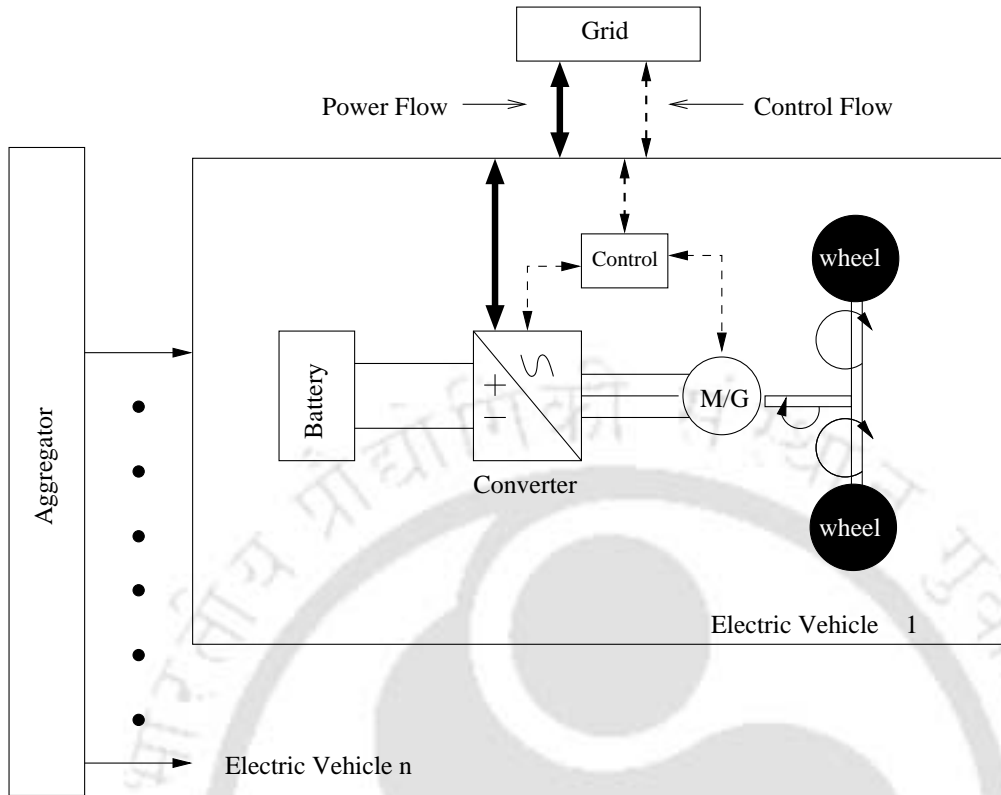 Grid
Power Flow
Control Flow
Aggregator
Control
wheel
Battery
+
−
M/G
Converter
wheel
Electric Vehicle 1
Electric Vehicle n